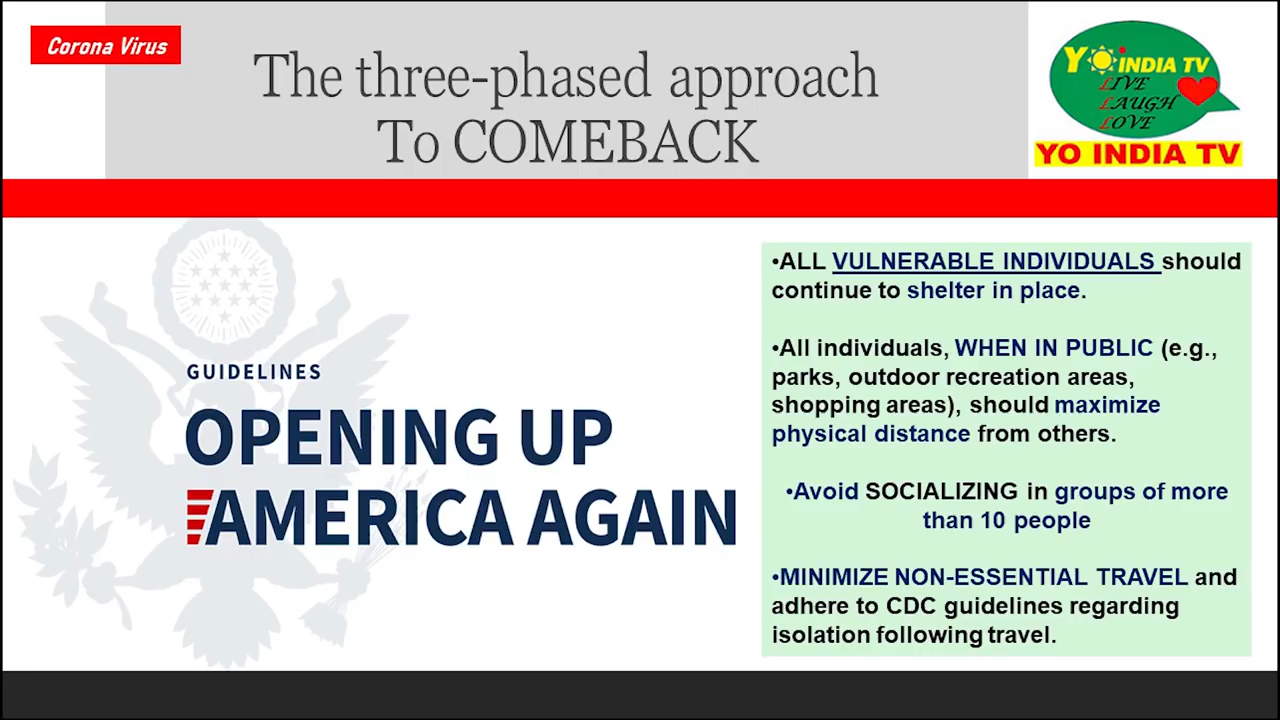 Corona Virus
The three-phased approach
To COMEBACK
YO INDIA TV
LIVE
LAUGH
LOVE
YO INDIA TV
GUIDELINES
OPENING UP
AMERICA AGAIN
•ALL VULNERABLE INDIVIDUALS should
continue to shelter in place.
•All individuals, WHEN IN PUBLIC (e.g.,
parks, outdoor recreation areas,
shopping areas), should maximize
physical distance from others.
•Avoid SOCIALIZING in groups of more
than 10 people
•MINIMIZE NON-ESSENTIAL TRAVEL and
adhere to CDC guidelines regarding
isolation following travel.